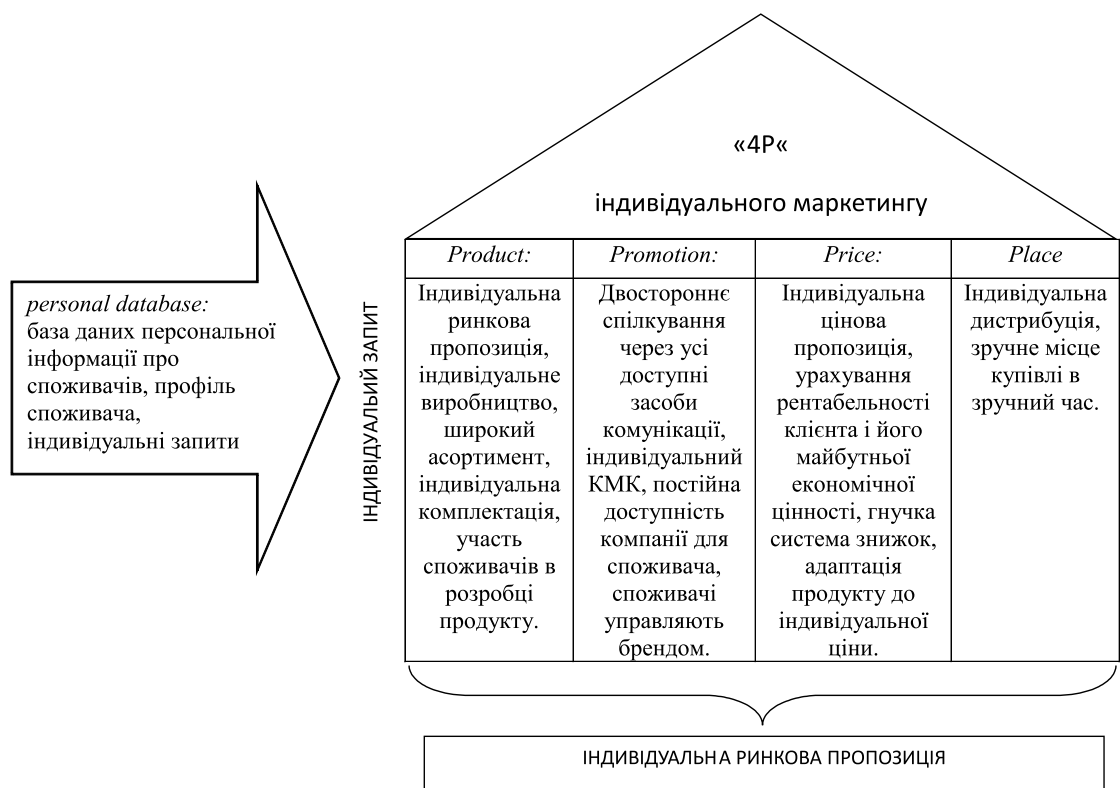 «4P«
індивідуального маркетингу
personal database:
база даних персональної
інформації про
споживачів, профіль
споживача,
індивідуальні запити
ІНДИВІДУАЛЬИЙ ЗАПИТ
Product:
Індивідуальна
ринкова
пропозиція,
індивідуальне
виробництво,
широкий
асортимент,
індивідуальна
комплектація,
участь
споживачів в
розробці
продукту.
Promotion:
Двостороннє
спілкування
через усі
доступні
засоби
комунікації,
індивідуальний
КМК, постійна
доступність
компанії для
споживача,
споживачі
управляють
брендом.
Price:
Індивідуальна
цінова
пропозиція,
урахування
рентабельності
клієнта і його
майбутньої
економічної
цінності, гнучка
система знижок,
адаптація
продукту до
індивідуальної
ціни.
Place
Індивідуальна
дистрибуція,
зручне місце
купівлі в
зручний час.
ІНДИВІДУАЛЬНА РИНКОВА ПРОПОЗИЦІЯ